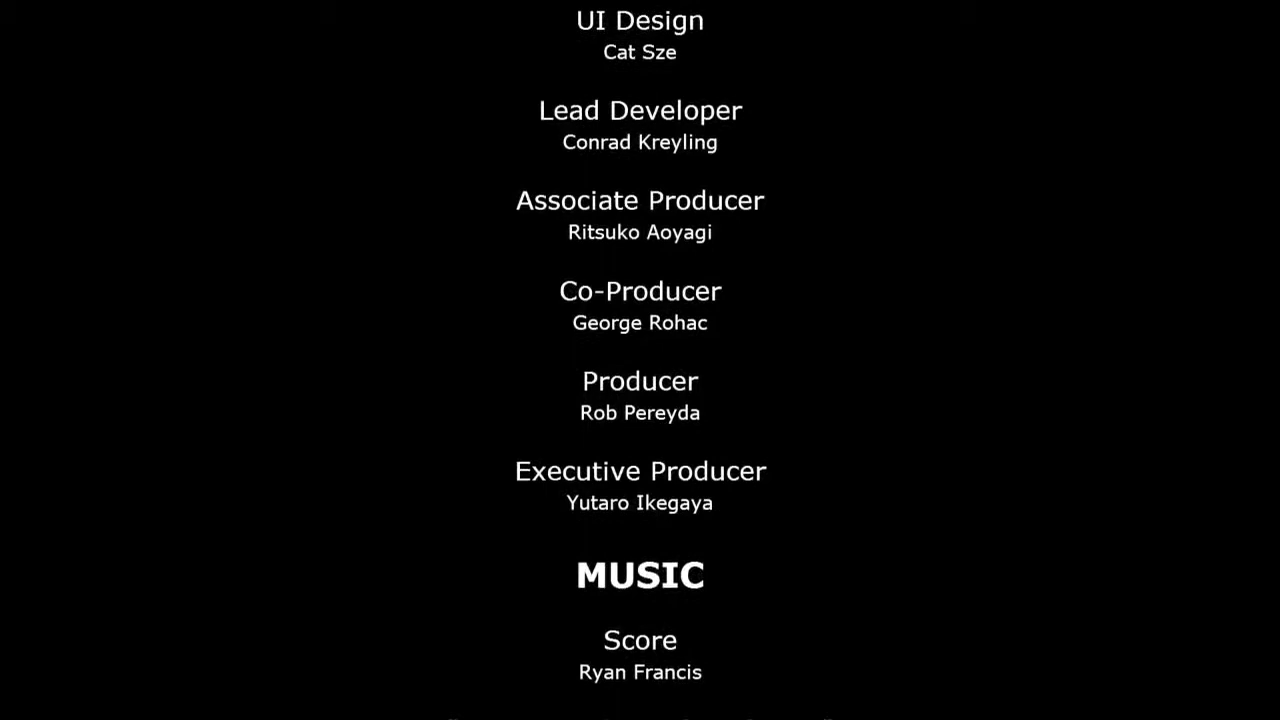 UI Design
Cat Sze
Lead Developer
Conrad Kreyling
Associate Producer
Ritsuko Aoyagi
Co-Producer
George Rohac
Producer
Rob Pereyda
Executive Producer
Yutaro Ikegaya
MUSIC
Score
Ryan Francis